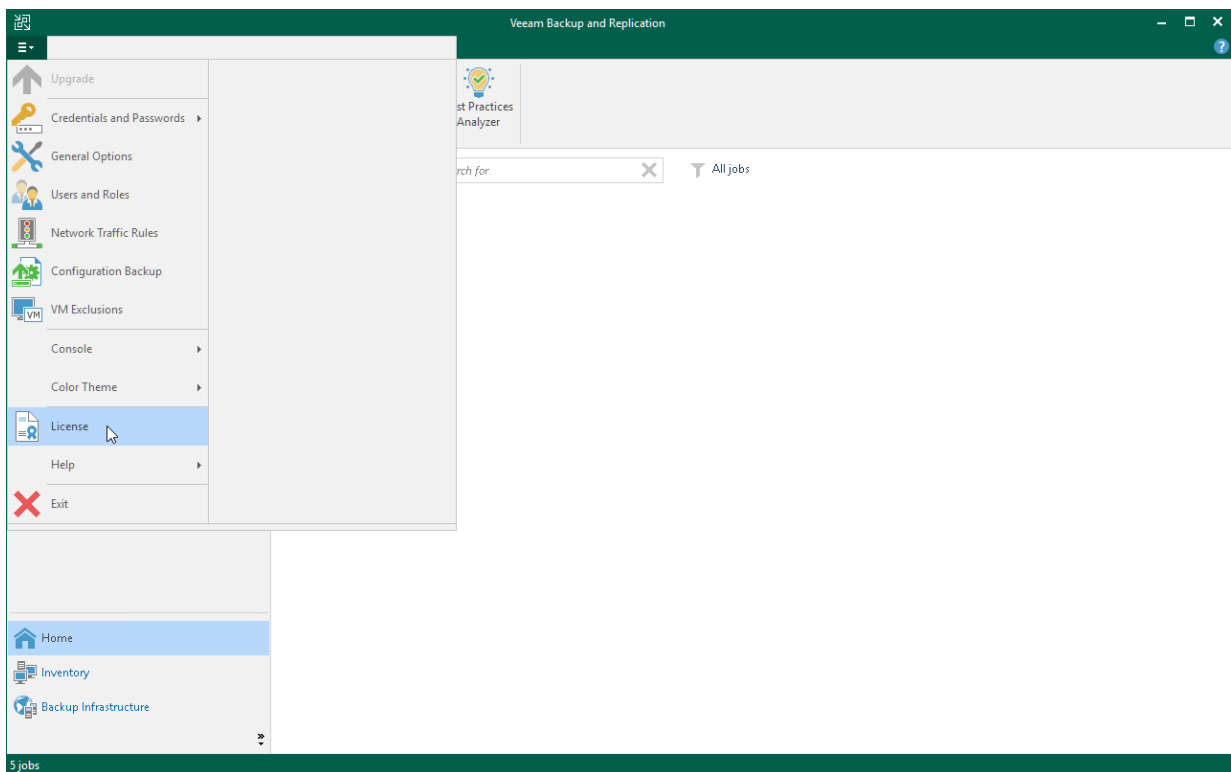 Veeam Backup and Replication
Upgrade
Credentials and Passwords
General Options
Users and Roles
Network Traffic Rules
Configuration Backup
VM
VM Exclusions
Console
Color Theme
License
Help
Exit
st Practices
Analyzer
rch for
All jobs
Home
Inventory
Backup Infrastructure
5 jobs